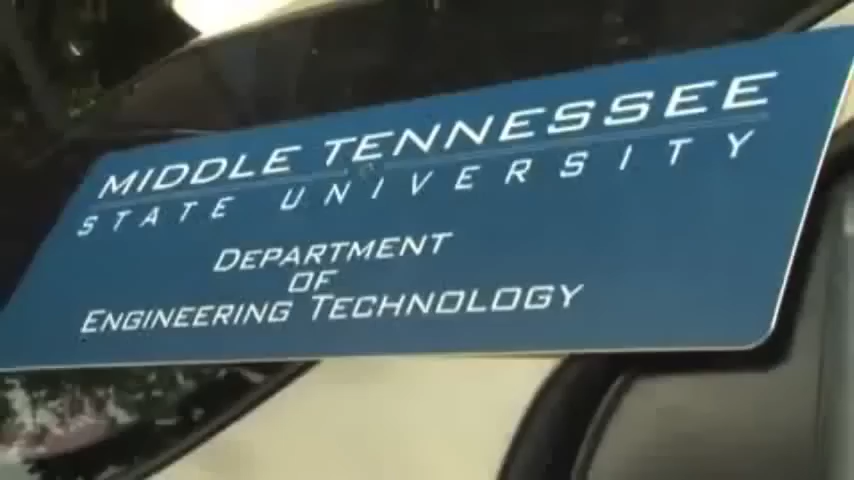 MIDDLE TENNESSEE
STATE UNIVERSITY
DEPARTMENT
OF
ENGINEERING TECHNOLOGY